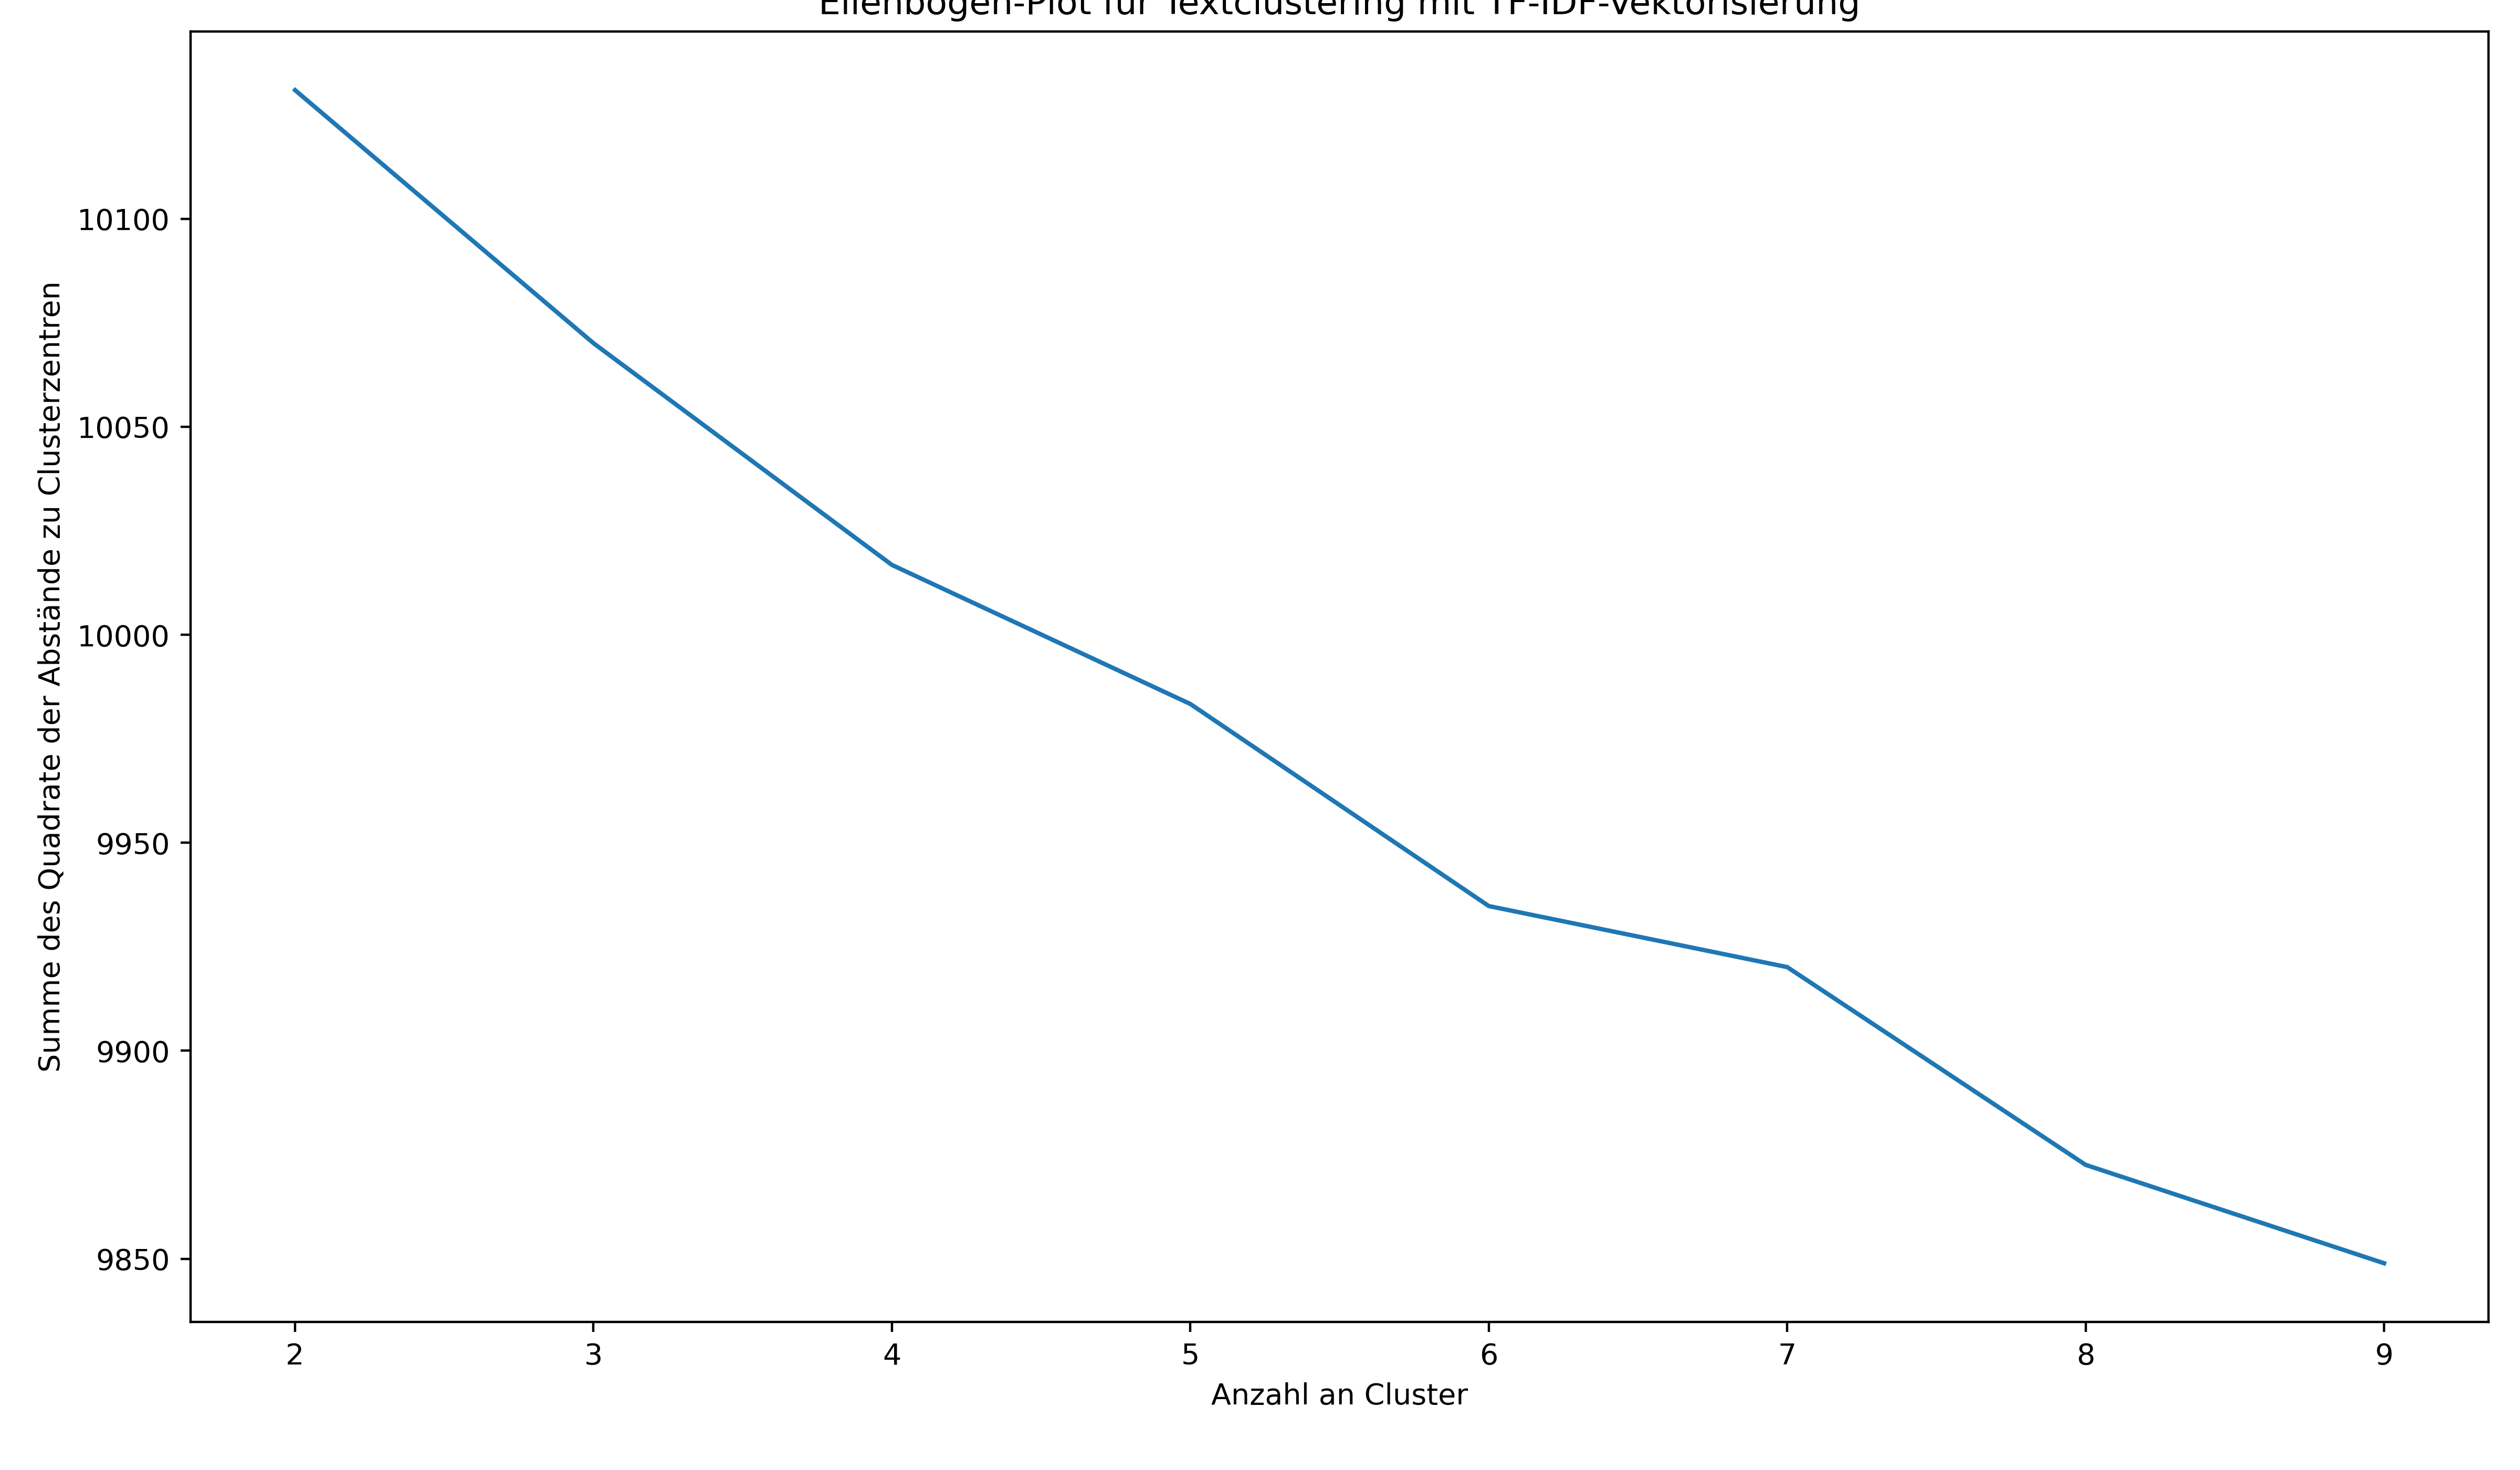 Ellenbogen-Plot für Textclustering mit TF-IDF-Vektorisierung
Summe des Quadrate der Abstände zu Clusterzentren
10100
10050
10000
9950
9900
9850
2 3 4 5 6 7 8 9
Anzahl an Cluster